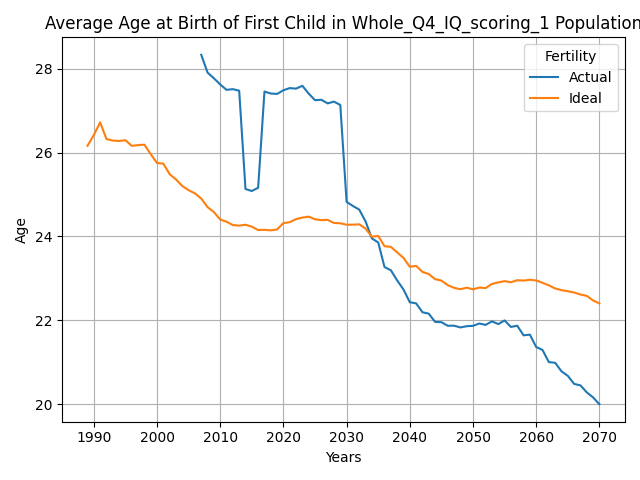 Average Age at Birth of First Child in Whole_Q4_IQ_scoring_1 Population
Fertility
Actual
Ideal
28
26
24
22
20
Age
1990
2000
2010
2020
2030
2040
2050
2060
2070
Years